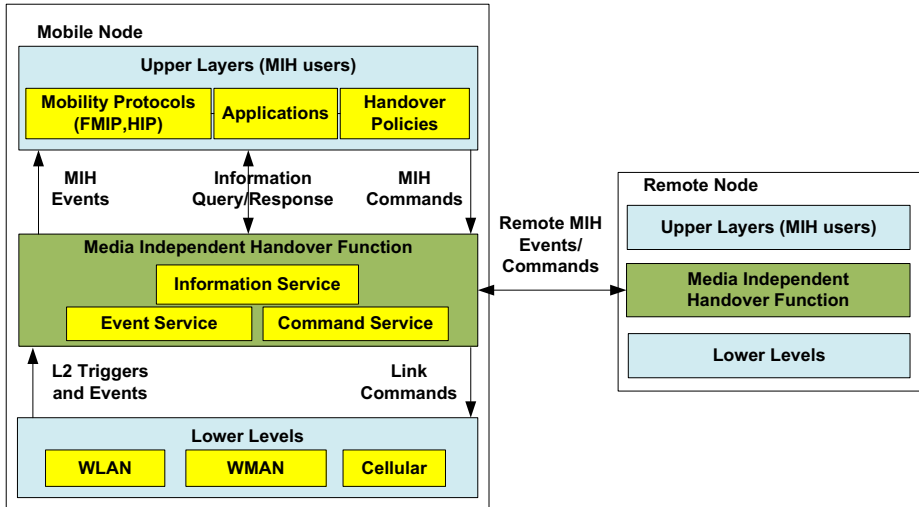 Mobile Node
Upper Layers (MIH users)
Mobility Protocols
(FMIP,HIP)
Applications
Handover
Policies
MIH
Events
Information
Query/Response
MIH
Commands
Media Independent Handover Function
Information Service
Event Service
Command Service
L2 Triggers
and Events
Link
Commands
Lower Levels
WLAN
WMAN
Cellular
Remote MIH
Events/
Commands
Remote Node
Upper Layers (MIH users)
Media Independent
Handover Function
Lower Levels